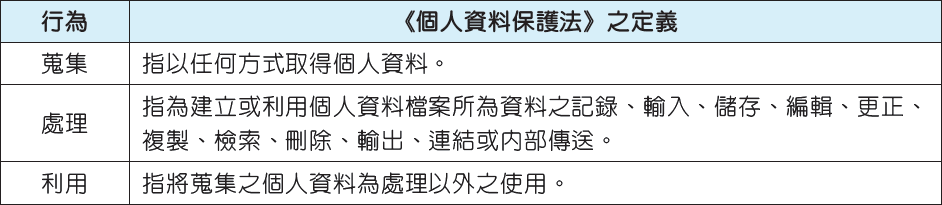 行為 《個人資料保護法》之定義
蒐集 指以任何方式取得個人資料。
處理 指為建立或利用個人資料檔案所為資料之記錄、輸入、儲存、編輯、更正、
複製、檢索、刪除、輸出、連結或內部傳送。
利用 指將蒐集之個人資料為處理以外之使用。